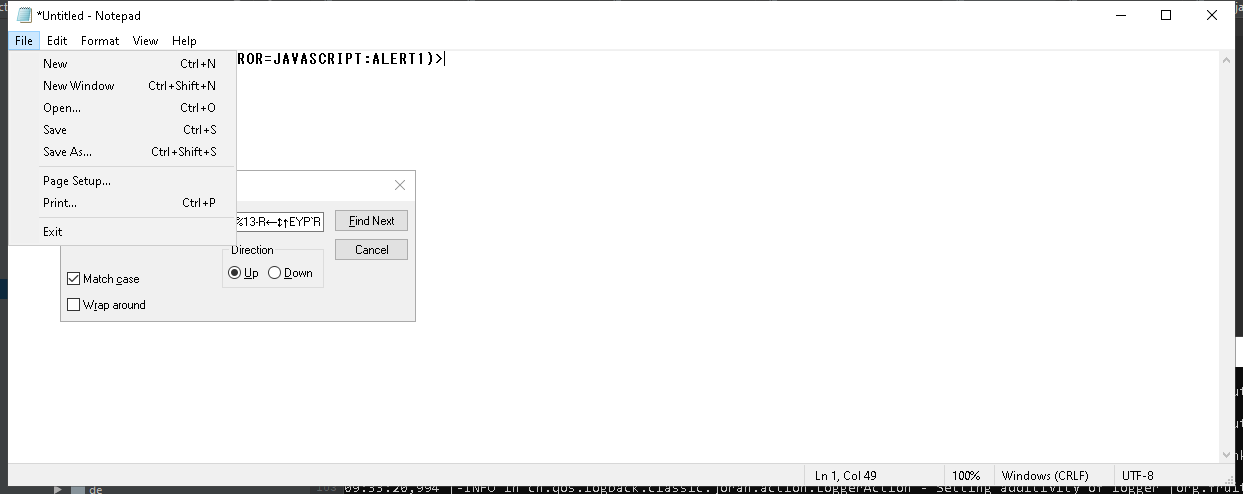 *Untitled - Notepad
File Edit Format View Help
ROR=JAVASCRIPT:ALERT1)>
New Ctrl+N
New Window Ctrl+Shift+N
Open... Ctrl+O
Save Ctrl+S
Save As... Ctrl+Shift+S
Page Setup...
Print... Ctrl+P
Exit
%13-R←↕↑EYP`R
Find Next
Direction
Cancel
Up Down
Match case
Wrap around
Ln 1, Col 49 100% Windows (CRLF) UTF-8
de
09:33:20,994 |-INFO in ch.qos.logback.classic.joran.action.LoggerAction - Setting additivity of logger